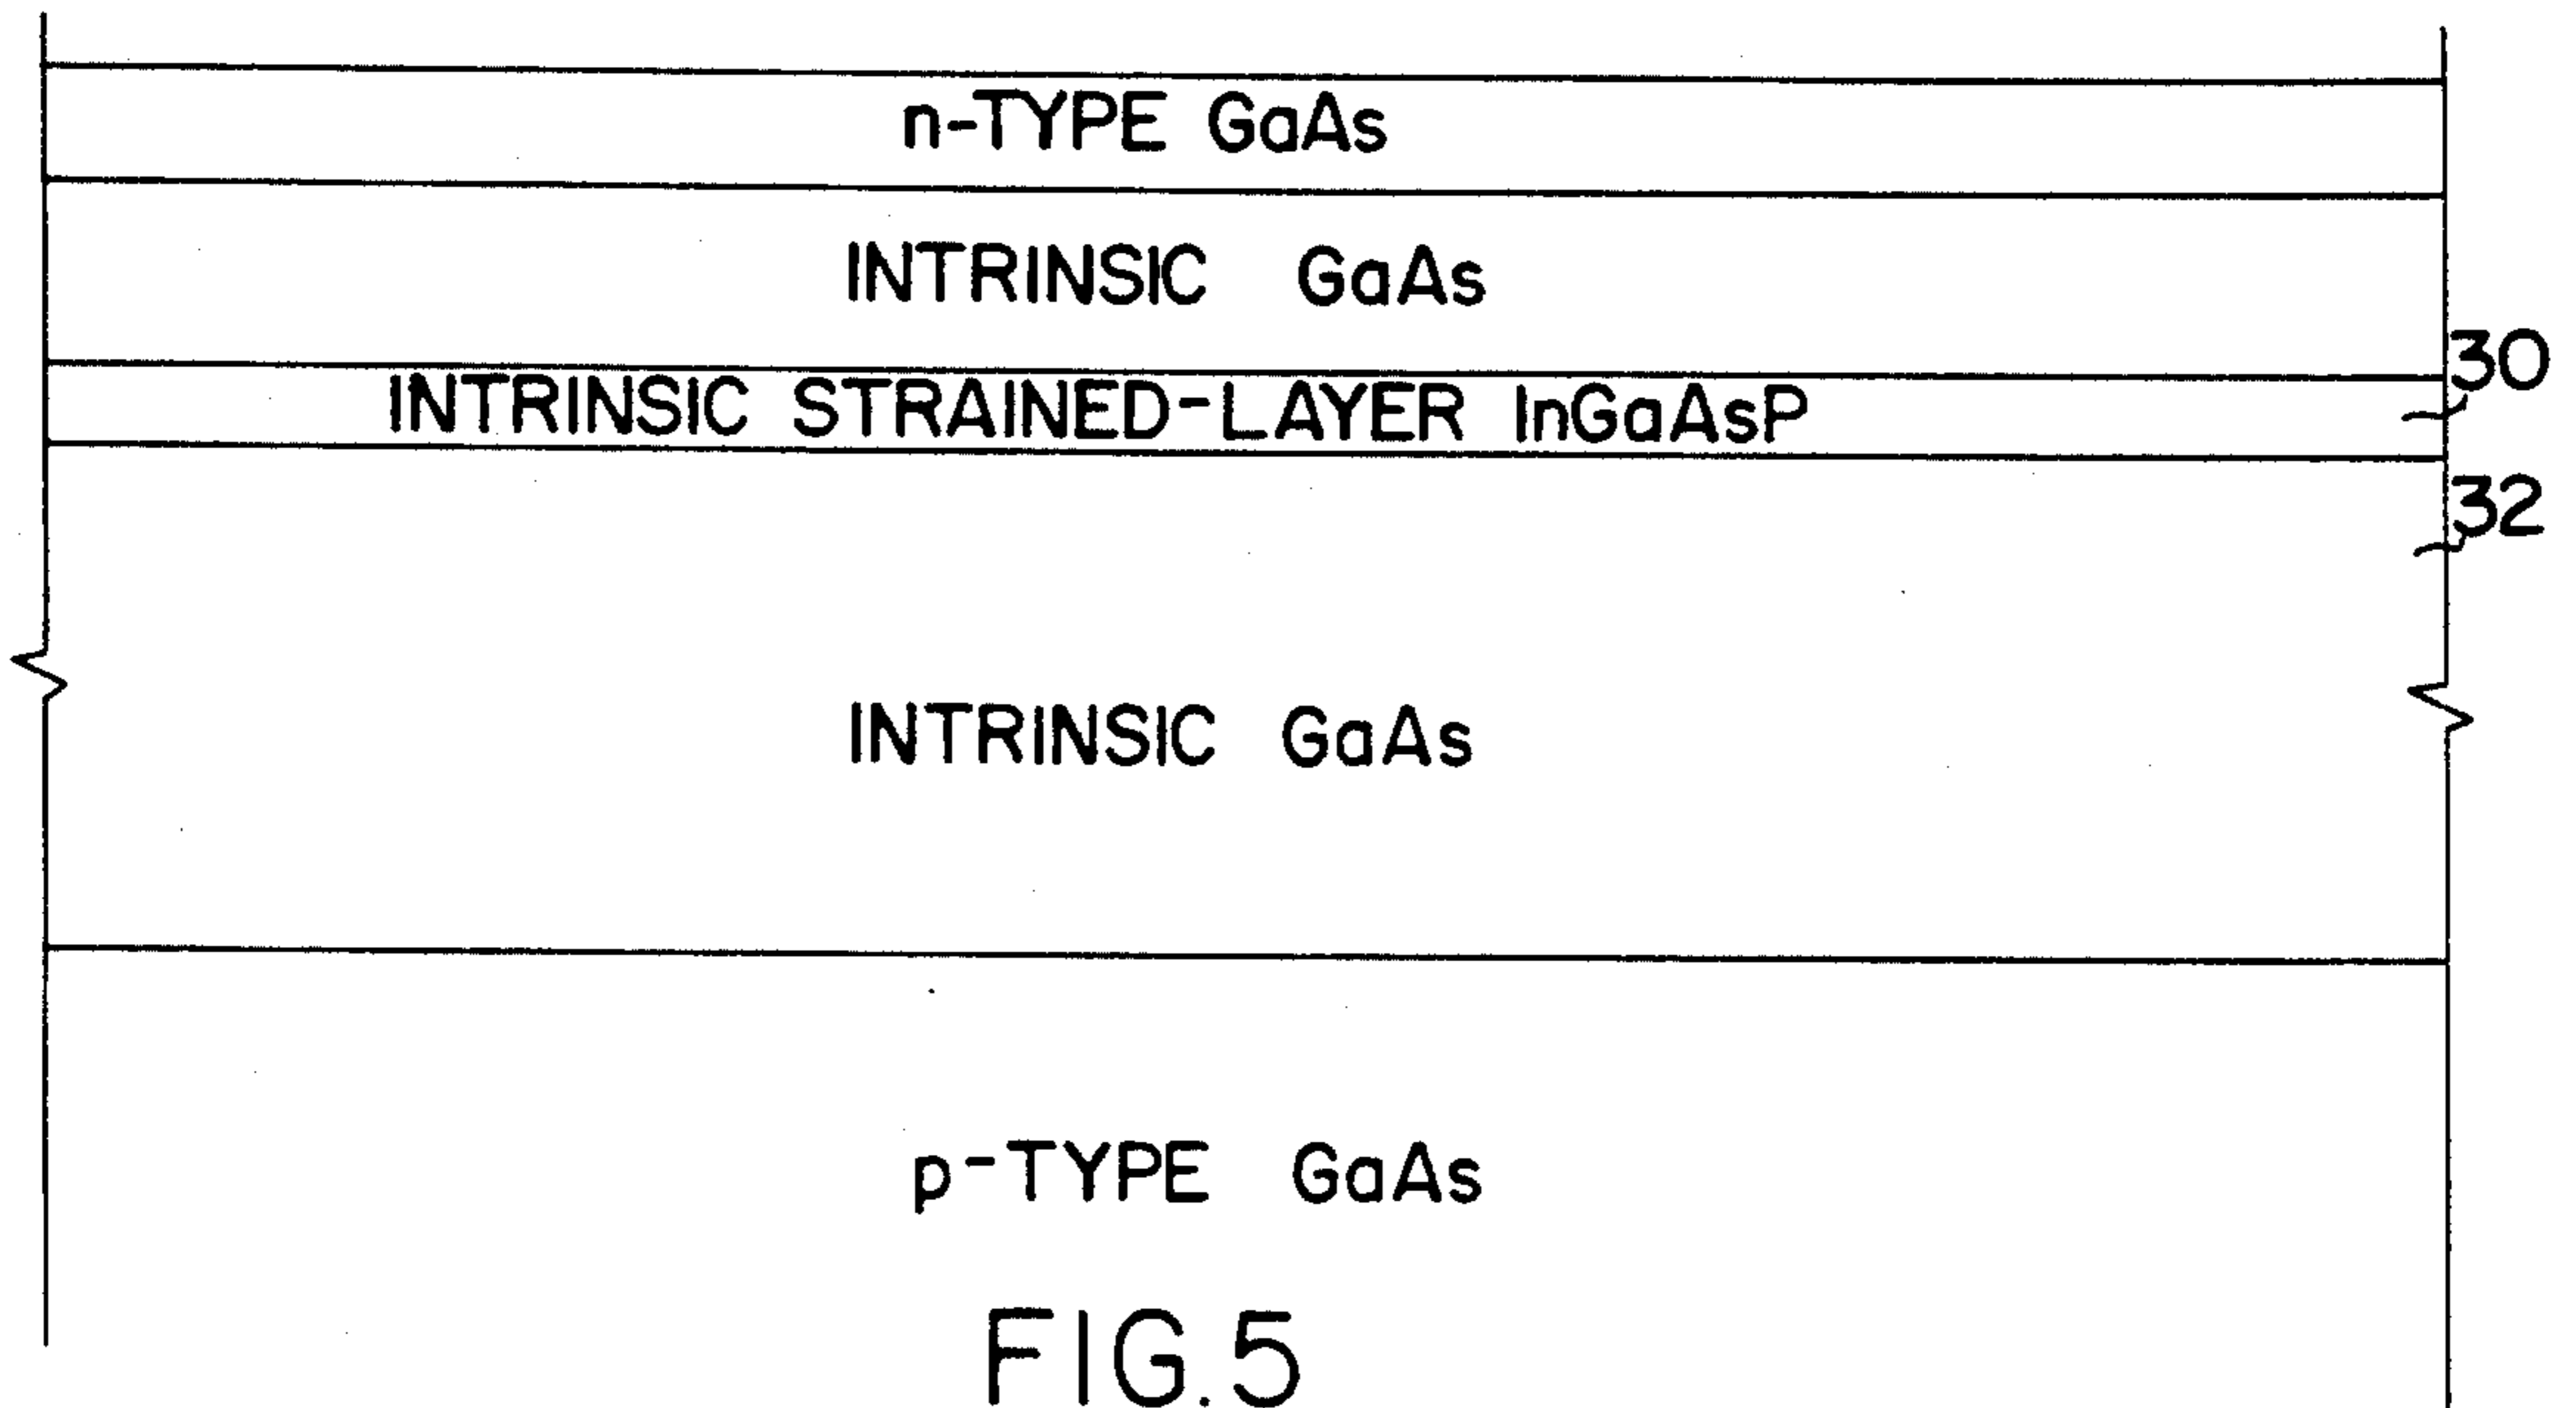 n-TYPE GaAs
INTRINSIC GaAs
30
INTRINSIC STRAINED-LAYER InGaAsP
32
INTRINSIC GaAs
p-TYPE GaAs
FIG.5